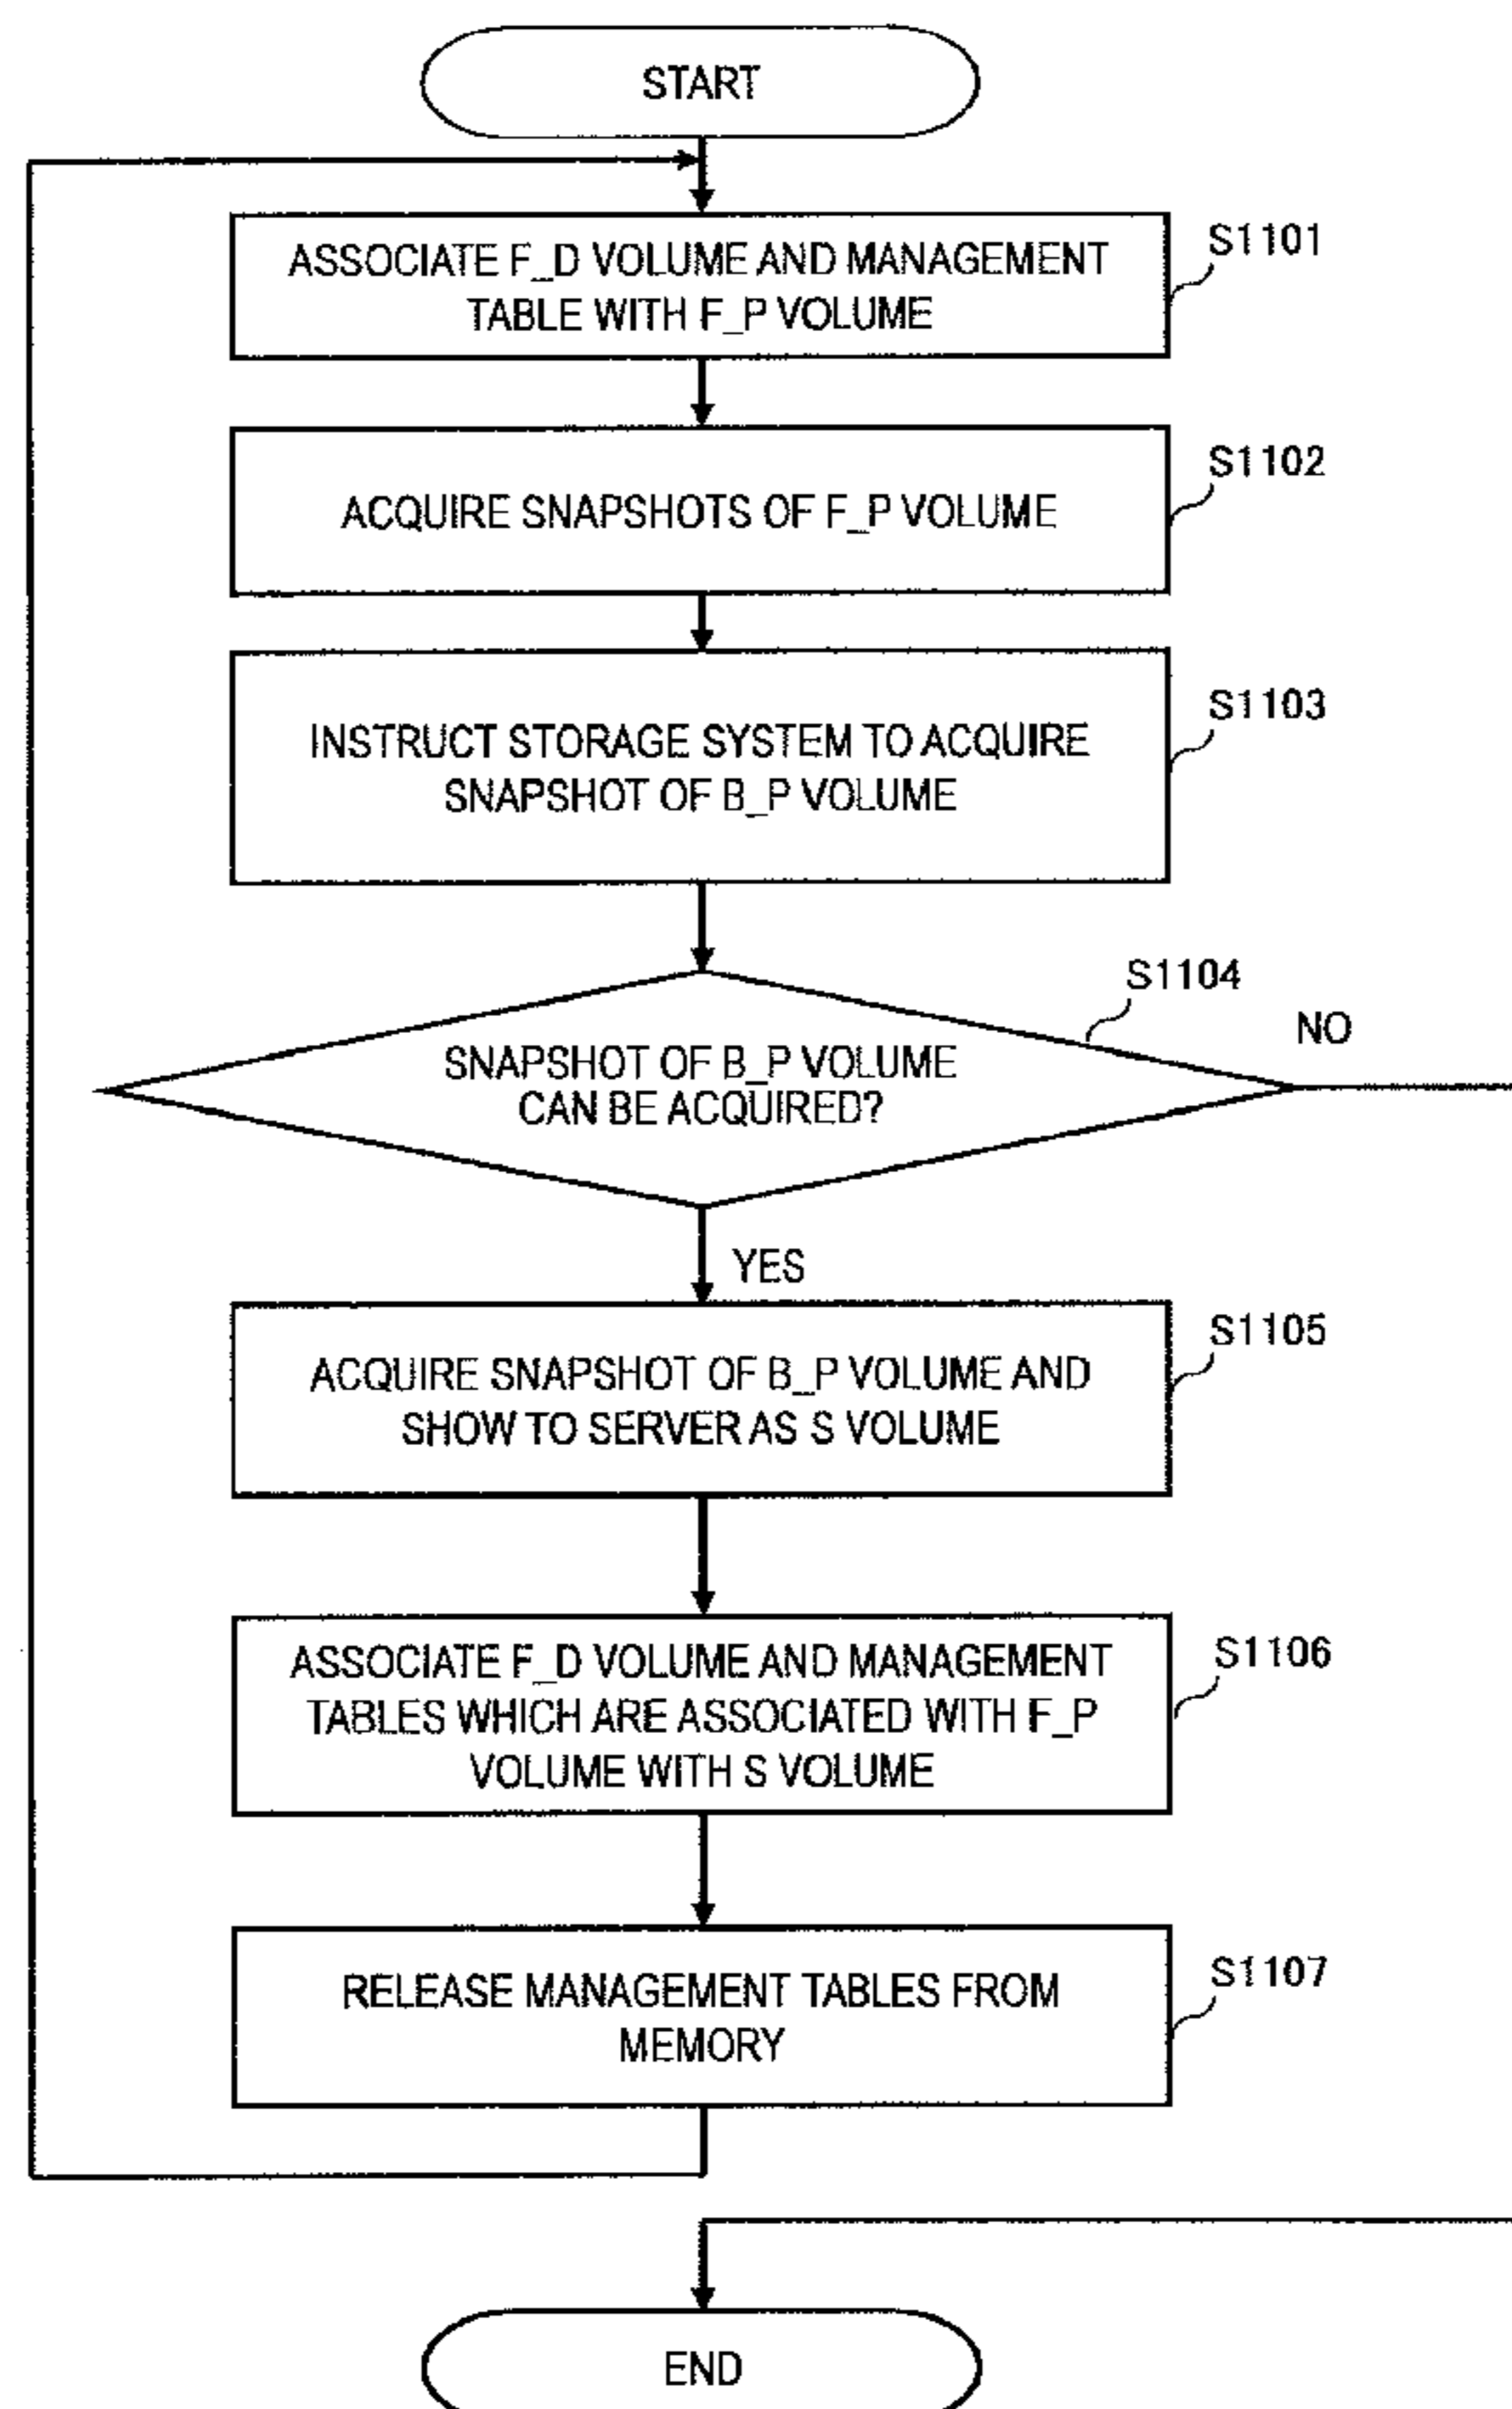 START
ASSOCIATE F_D VOLUME AND MANAGEMENT
TABLE WITH F_P VOLUME
S1101
ACQUIRE SNAPSHOTS OF F_P VOLUME
S1102
INSTRUCT STORAGE SYSTEM TO ACQUIRE
SNAPSHOT OF B_P VOLUME
S1103
SNAPSHOT OF B_P VOLUME
CAN BE ACQUIRED?
S1104
NO
YES
ACQUIRE SNAPSHOT OF B_P VOLUME AND
SHOW TO SERVER AS S VOLUME
S1105
ASSOCIATE F_D VOLUME AND MANAGEMENT
TABLES WHICH ARE ASSOCIATED WITH F_P
VOLUME WITH S VOLUME
S1106
RELEASE MANAGEMENT TABLES FROM
MEMORY
S1107
END